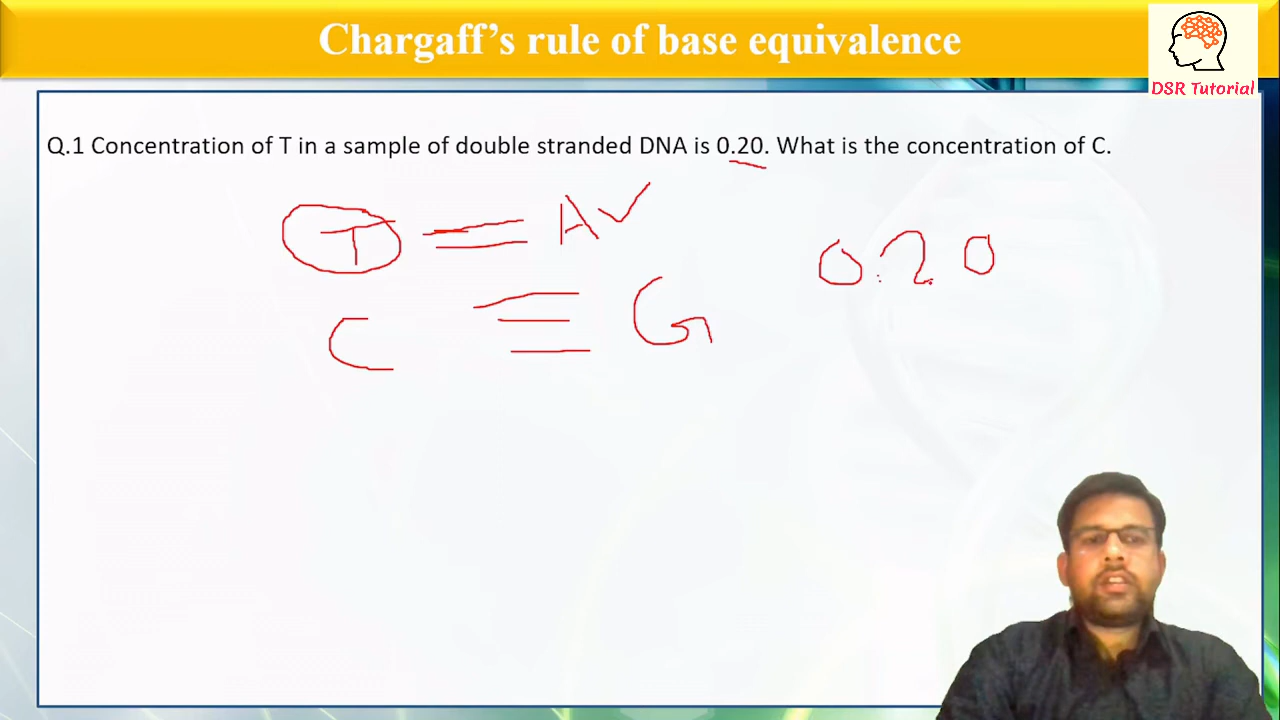 Chargaff's rule of base equivalence
DSR Tutorial
Q.1 Concentration of T in a sample of double stranded DNA is 0.20. What is the concentration of C.
T = A✓
0.20
C ≡ G